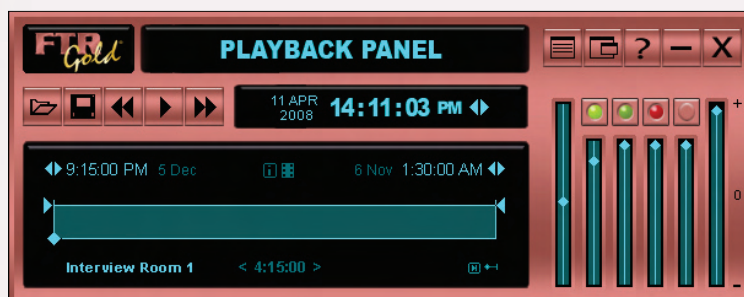 FTR Gold
PLAYBACK PANEL
?
X
11 APR 2008 14:11:03 PM
9:15:00 PM 5 Dec 6 Nov 1:30:00 AM
Interview Room 1 < 4:15:00 >
+
0
-